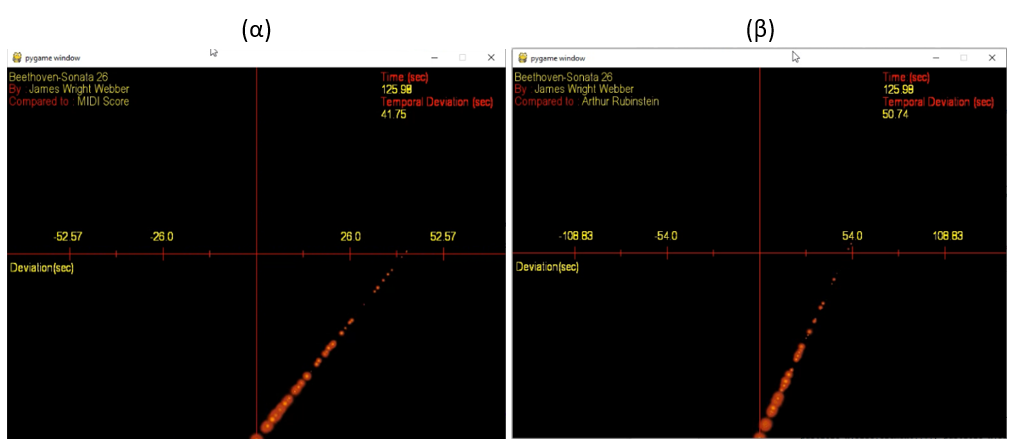 (α)
pygame window
Beethoven-Sonata 26
By : James Wright Webber
Compared to : MIDI Score
Time (sec)
125.98
Temporal Deviation (sec)
41.75
-52.57 -26.0 26.0 52.57
Deviation(sec)
(β)
pygame window
Beethoven-Sonata 26
By : James Wright Webber
Compared to : Arthur Rubinstein
Time (sec)
125.98
Temporal Deviation (sec)
50.74
-108.83 -54.0 54.0 108.83
Deviation(sec)